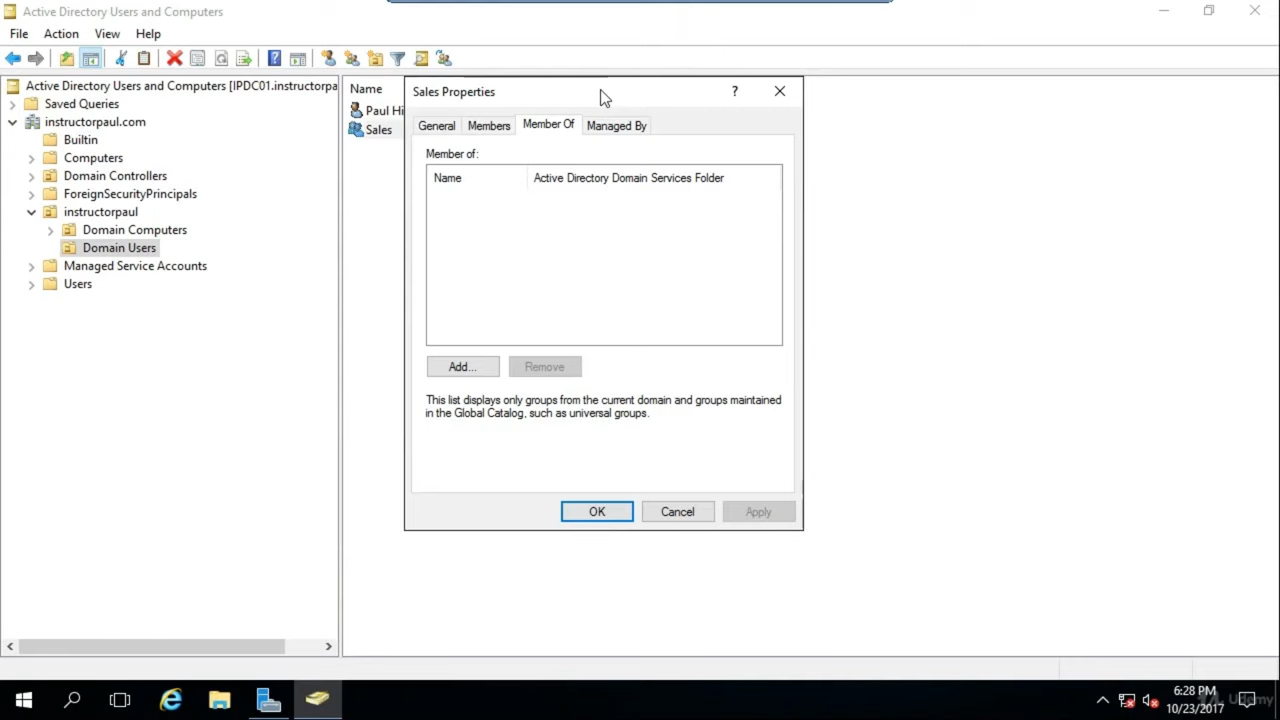 Active Directory Users and Computers
File Action View Help
Active Directory Users and Computers [IPDC01.instructorpa
Saved Queries
instructorpaul.com
Builtin
Computers
Domain Controllers
ForeignSecurityPrincipals
instructorpaul
Domain Computers
Domain Users
Managed Service Accounts
Users
Name
Paul Hi
Sales
Sales Properties
General Members Member Of Managed By
Member of:
Name Active Directory Domain Services Folder
Add... Remove
This list displays only groups from the current domain and groups maintained
in the Global Catalog, such as universal groups.
OK Cancel Apply
6:28 PM
10/23/2017
Udemy